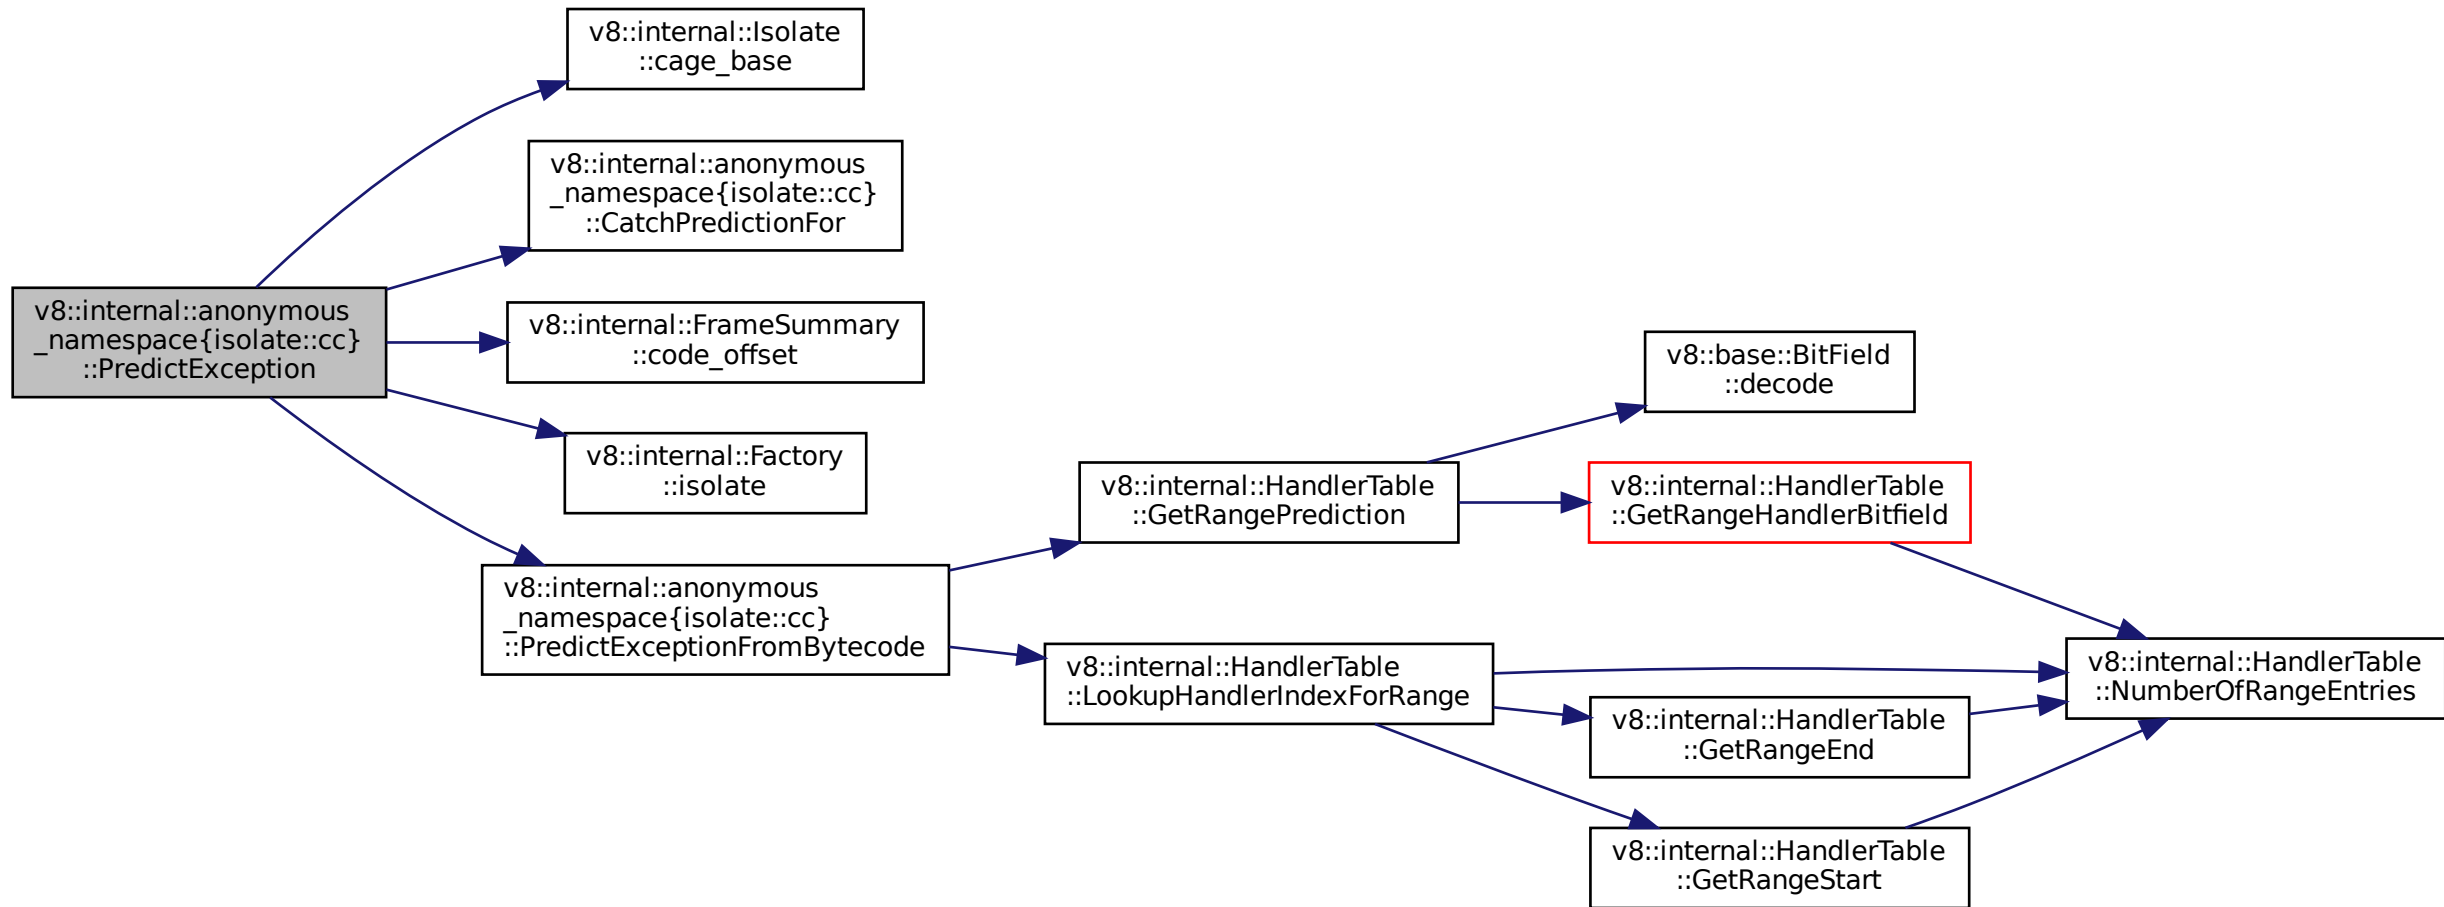 v8::internal::Isolate
::cage_base
v8::internal::anonymous
_namespace{isolate::cc}
::CatchPredictionFor
v8::internal::anonymous
_namespace{isolate::cc}
::PredictException
v8::internal::FrameSummary
::code_offset
v8::internal::Factory
::isolate
v8::internal::anonymous
_namespace{isolate::cc}
::PredictExceptionFromBytecode
v8::internal::HandlerTable
::GetRangePrediction
v8::internal::HandlerTable
::LookupHandlerIndexForRange
v8::base::BitField
::decode
v8::internal::HandlerTable
::GetRangeHandlerBitfield
v8::internal::HandlerTable
::GetRangeEnd
v8::internal::HandlerTable
::GetRangeStart
v8::internal::HandlerTable
::NumberOfRangeEntries